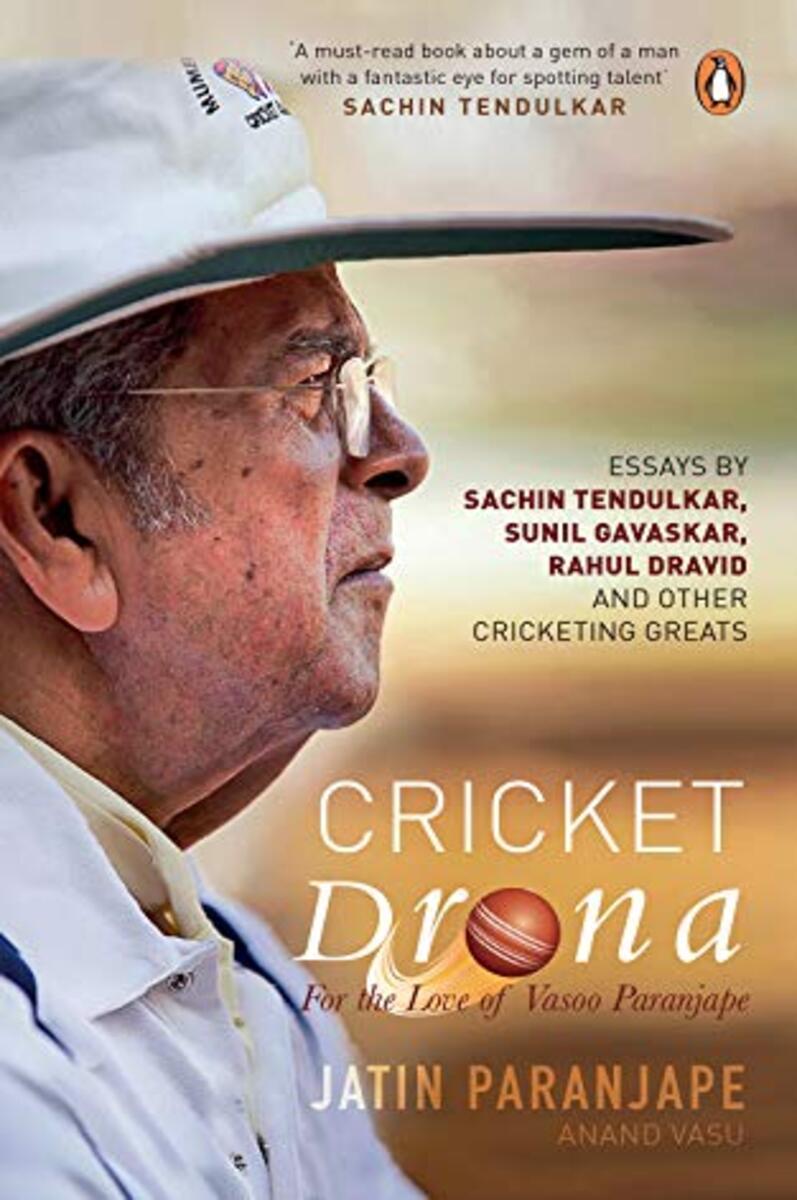 'A must-read book about a gem of a man
with a fantastic eye for spotting talent'
SACHIN TENDULKAR
ESSAYS BY
SACHIN TENDULKAR,
SUNIL GAVASKAR,
RAHUL DRAVID
AND OTHER
CRICKETING GREATS
CRICKET
Drona
For the Love of Vasoo Paranjape
JATIN PARANJAPE
ANAND VASU